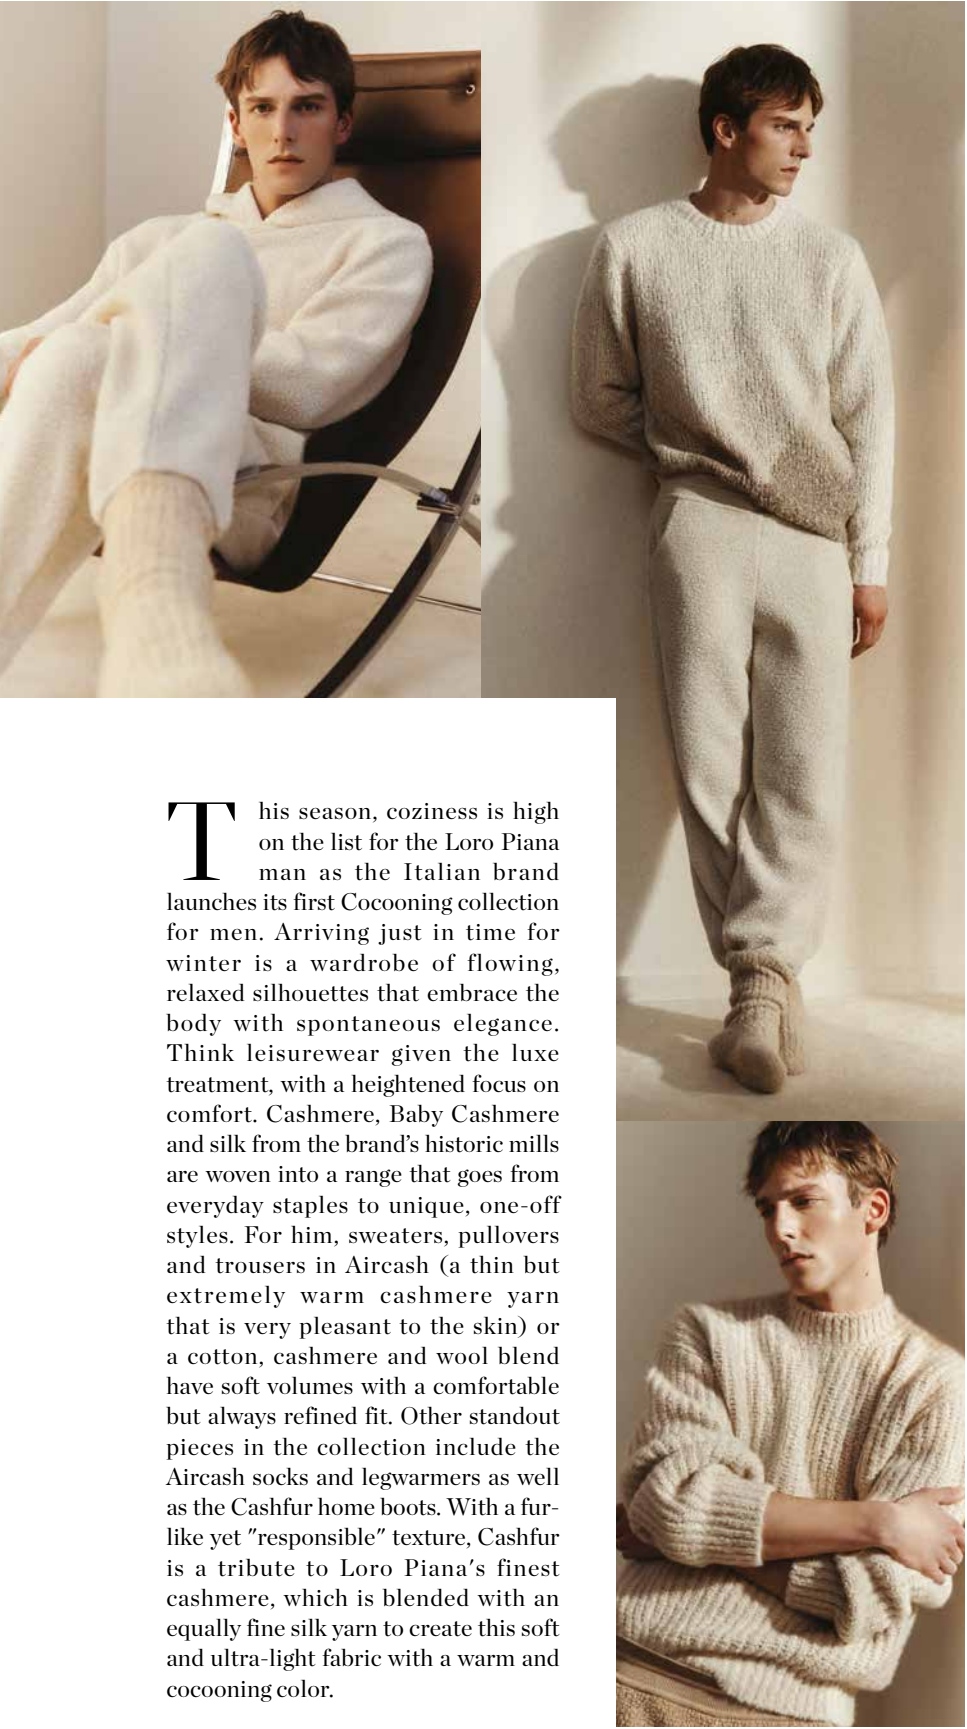 This season, coziness is high
on the list for the Loro Piana
man as the Italian brand
launches its first Cocooning collection
for men. Arriving just in time for
winter is a wardrobe of flowing,
relaxed silhouettes that embrace the
body with spontaneous elegance.
Think leisurewear given the luxe
treatment, with a heightened focus on
comfort. Cashmere, Baby Cashmere
and silk from the brand’s historic mills
are woven into a range that goes from
everyday staples to unique, one-off
styles. For him, sweaters, pullovers
and trousers in Aircash (a thin but
extremely warm cashmere yarn
that is very pleasant to the skin) or
a cotton, cashmere and wool blend
have soft volumes with a comfortable
but always refined fit. Other standout
pieces in the collection include the
Aircash socks and legwarmers as well
as the Cashfur home boots. With a fur-
like yet "responsible" texture, Cashfur
is a tribute to Loro Piana's finest
cashmere, which is blended with an
equally fine silk yarn to create this soft
and ultra-light fabric with a warm and
cocooning color.